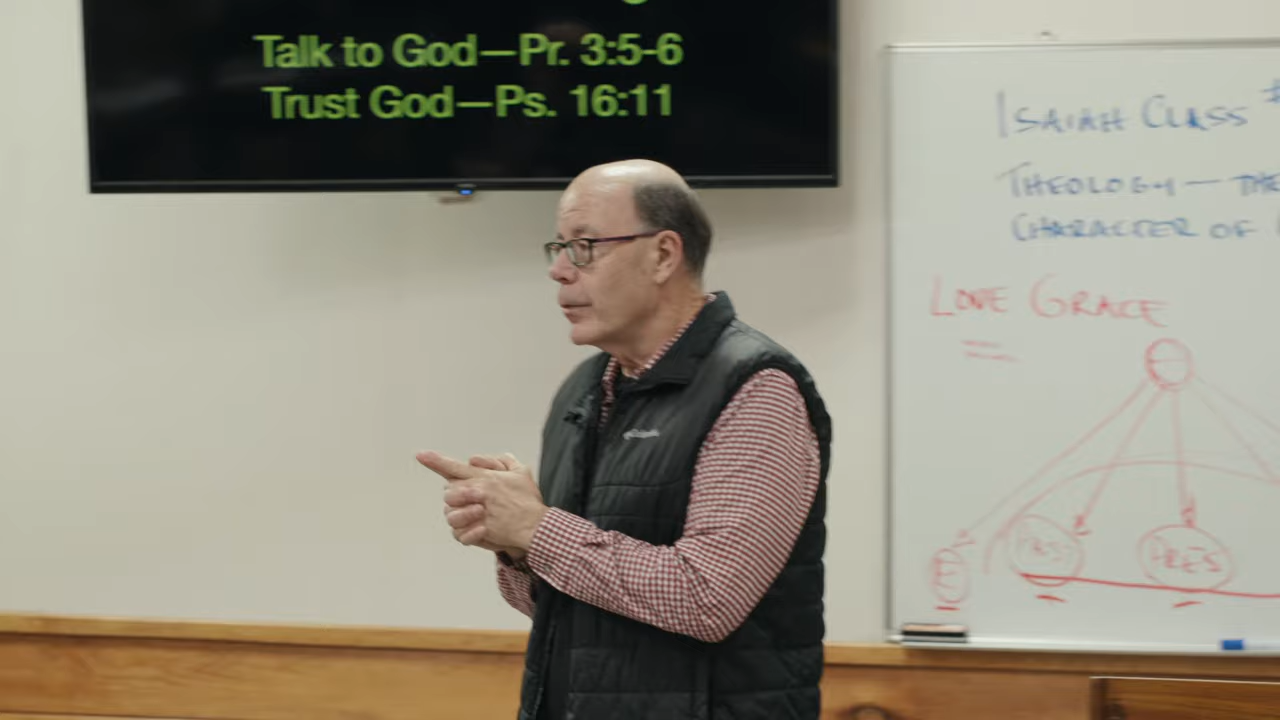 Talk to God—Pr. 3:5-6
Trust God—Ps. 16:11
Columbia
ISAIAH CLASS #
THEOLOGY — THE
CHARACTER OF
LOVE GRACE
PAST
PRES